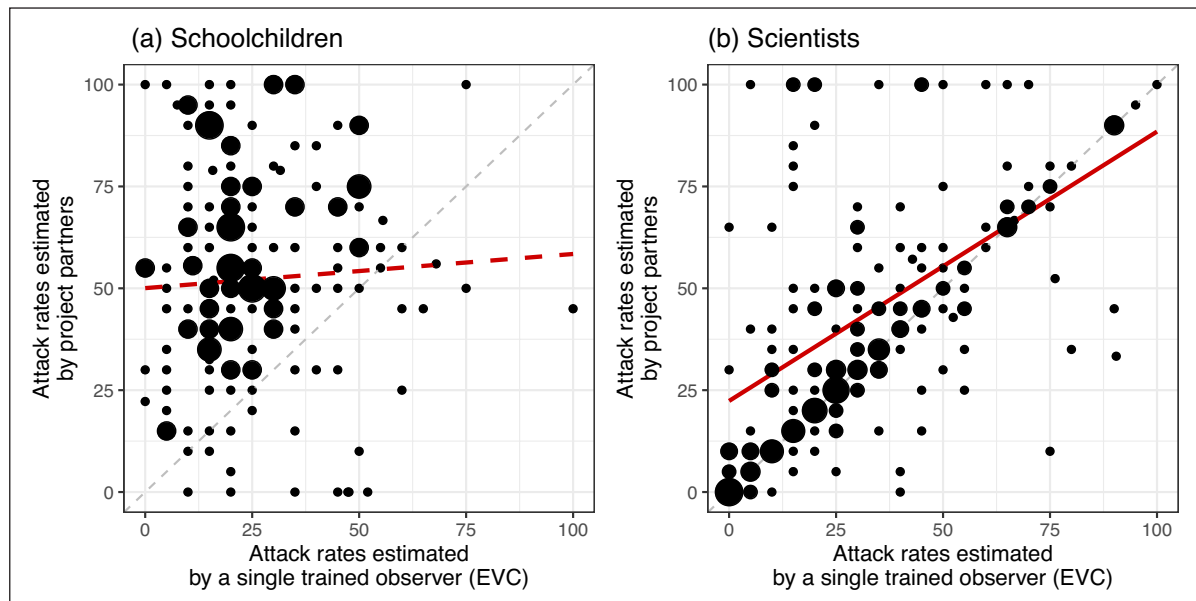 (a) Schoolchildren
(b) Scientists
Attack rates estimated
by project partners
100
75
50
25
0
0 25 50 75 100
Attack rates estimated
by a single trained observer (EVC)
Attack rates estimated
by project partners
100
75
50
25
0
0 25 50 75 100
Attack rates estimated
by a single trained observer (EVC)